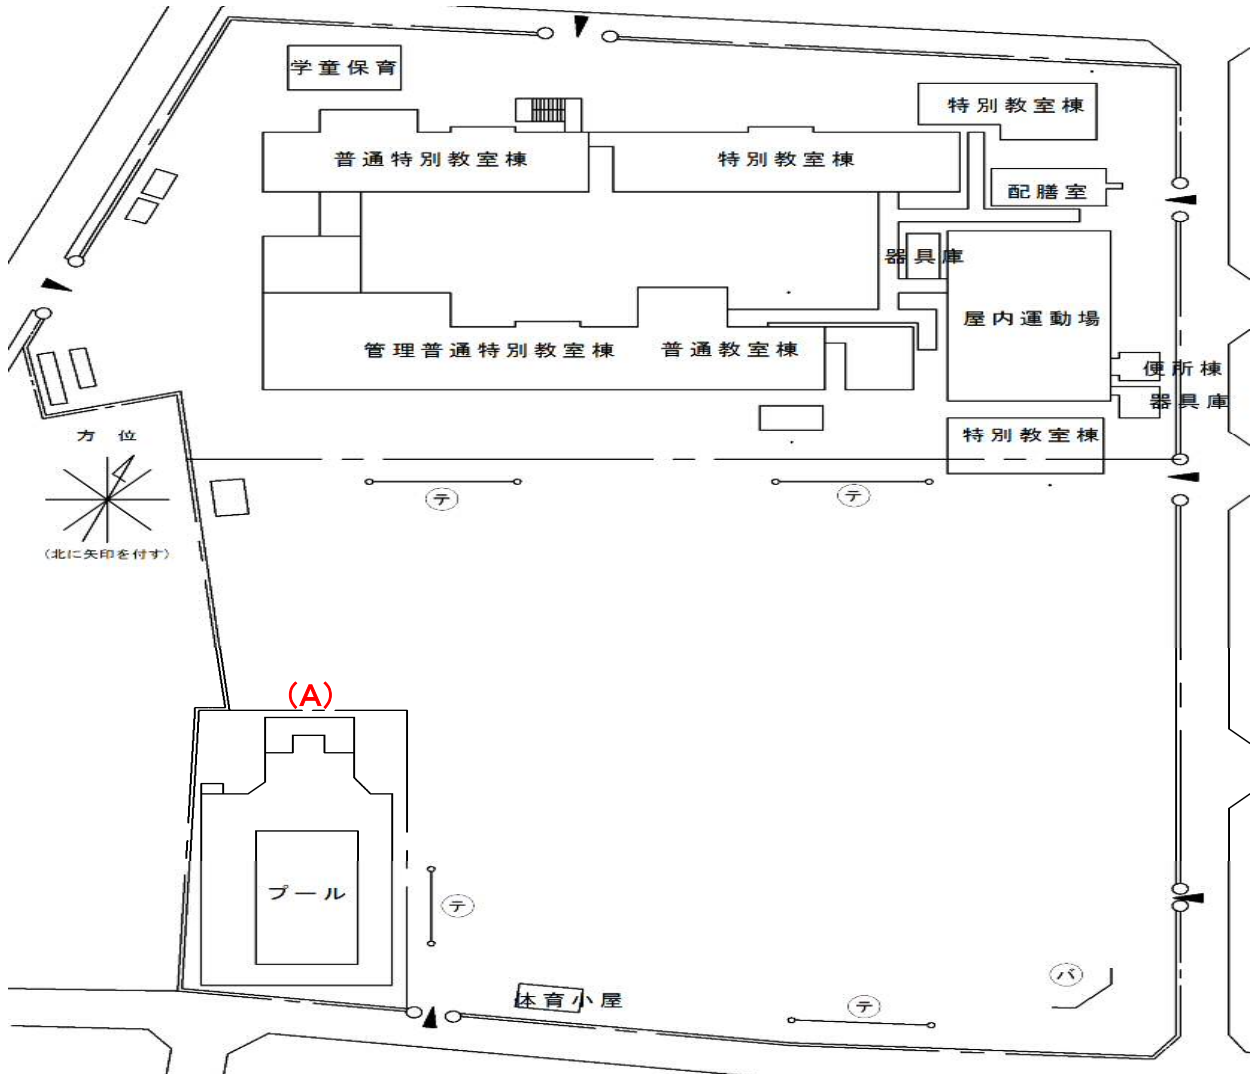 学童保育
特別教室棟
普通特別教室棟
特別教室棟
配膳室
器具庫
屋内運動場
管理普通特別教室棟
普通教室棟
便所棟
器具庫
特別教室棟
方位
(北に矢印を付す)
テ
テ
(A)
プール
テ
体育小屋
テ
バ